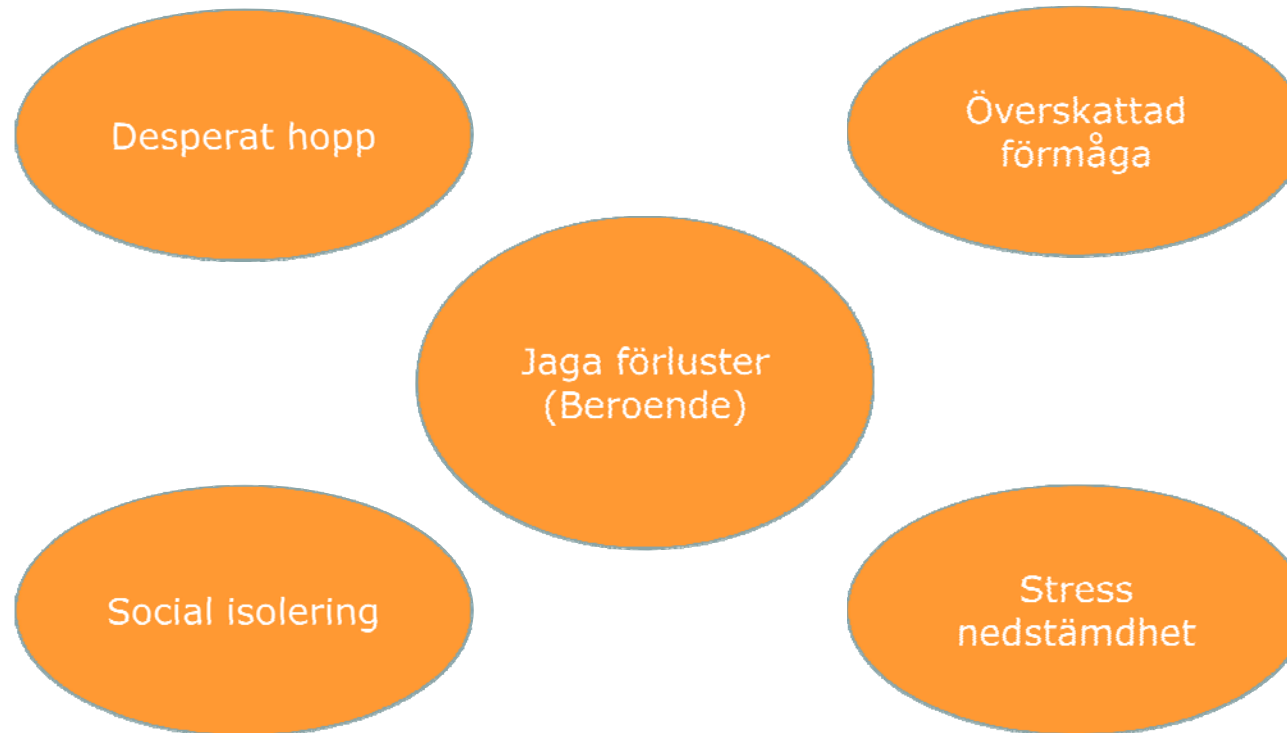 Desperat hopp
Överskattad
förmåga
Jaga förluster
(Beroende)
Social isolering
Stress
nedstämdhet